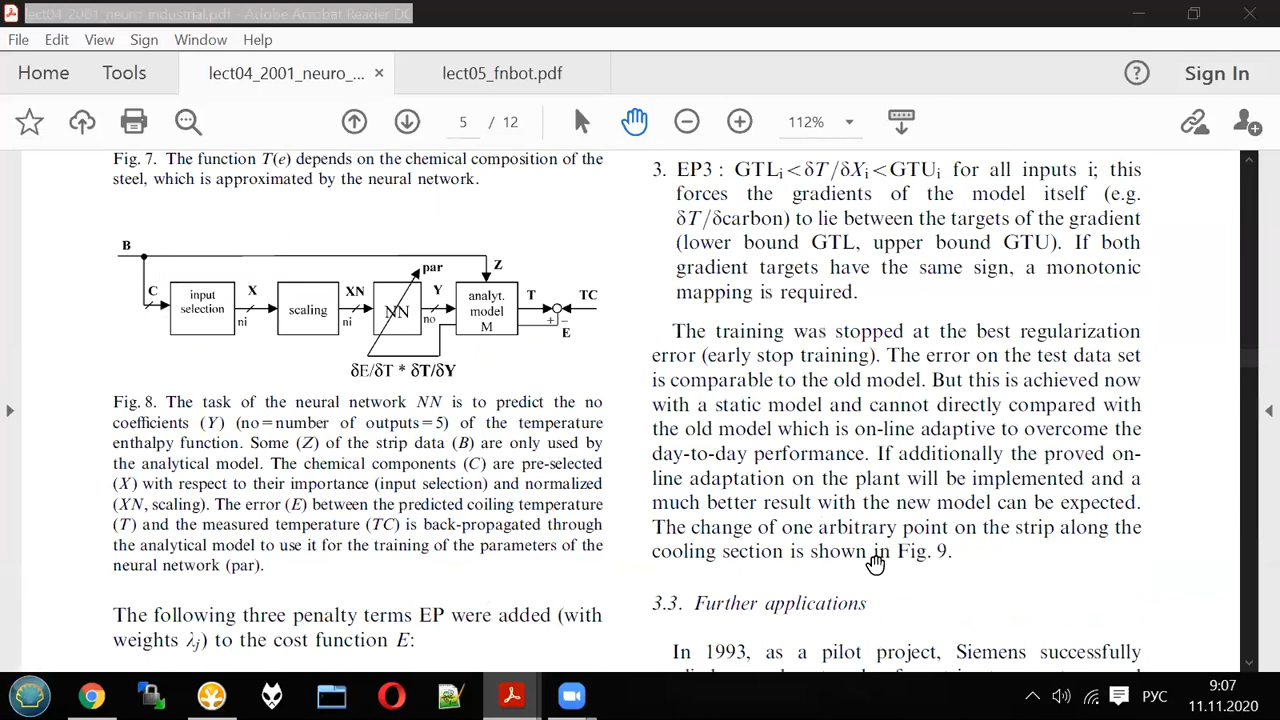 lect04_2001_neuro_industrial.pdf - Adobe Acrobat Reader DC
File Edit View Sign Window Help
Home Tools lect04_2001_neuro_... × lect05_fnbot.pdf Sign In
5 / 12 112%
Fig. 7. The function T(e) depends on the chemical composition of the
steel, which is approximated by the neural network.
B
C
input
selection
X
ni
scaling
XN
ni
NN
par
Y
no
Z
analyt.
model
M
T
TC
+
−
E
δE/δT * δT/δY
Fig. 8. The task of the neural network NN is to predict the no
coefficients (Y) (no=number of outputs=5) of the temperature
enthalpy function. Some (Z) of the strip data (B) are only used by
the analytical model. The chemical components (C) are pre-selected
(X) with respect to their importance (input selection) and normalized
(XN, scaling). The error (E) between the predicted coiling temperature
(T) and the measured temperature (TC) is back-propagated through
the analytical model to use it for the training of the parameters of the
neural network (par).
The following three penalty terms EP were added (with
weights λj) to the cost function E:
3. EP3 : GTLi<δT/δXi<GTUi for all inputs i; this
forces the gradients of the model itself (e.g.
δT/δcarbon) to lie between the targets of the gradient
(lower bound GTL, upper bound GTU). If both
gradient targets have the same sign, a monotonic
mapping is required.
The training was stopped at the best regularization
error (early stop training). The error on the test data set
is comparable to the old model. But this is achieved now
with a static model and cannot directly compared with
the old model which is on-line adaptive to overcome the
day-to-day performance. If additionally the proved on-
line adaptation on the plant will be implemented and a
much better result with the new model can be expected.
The change of one arbitrary point on the strip along the
cooling section is shown in Fig. 9.
3.3. Further applications
In 1993, as a pilot project, Siemens successfully
РУС
9:07
11.11.2020